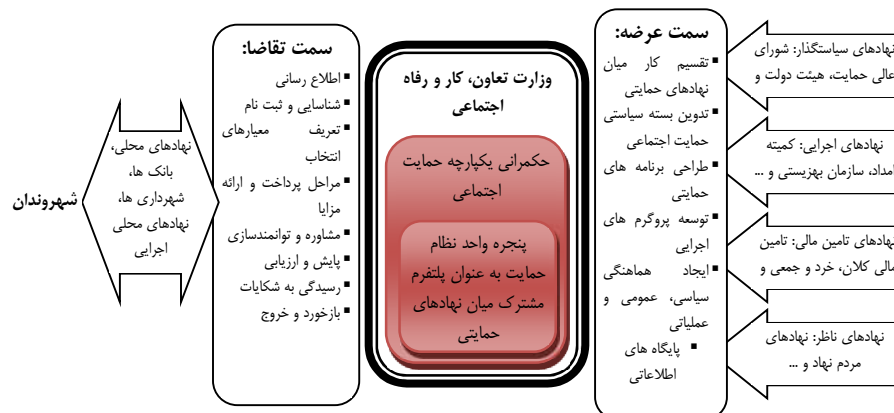 نهادهای سیاستگذار: شورای
عالی حمایت، هیئت دولت و
نهادهای اجرایی: کمیته
امداد، سازمان بهزیستی و ...
نهادهای تامین مالی: تامین
مالی کلان، خرد و جمعی و
نهادهای ناظر: نهادهای
مردم نهاد و ...
سمت عرضه:
▪ تقسیم کار میان
نهادهای حمایتی
▪ تدوین بسته سیاستی
حمایت اجتماعی
▪ طراحی برنامه های
حمایتی
▪ توسعه پروگرم های
اجرایی
▪ ایجاد هماهنگی
سیاسی، عمومی و
عملیاتی
▪ پایگاه های
اطلاعاتی
وزارت تعاون، کار و رفاه
اجتماعی
حکمرانی یکپارچه حمایت
اجتماعی
پنجره واحد نظام
حمایت به عنوان پلتفرم
مشترک میان نهادهای
حمایتی
سمت تقاضا:
▪ اطلاع رسانی
▪ شناسایی و ثبت نام
▪ تعریف معیارهای
انتخاب
▪ مراحل پرداخت و ارائه
مزایا
▪ مشاوره و توانمندسازی
▪ پایش و ارزیابی
▪ رسیدگی به شکایات
▪ بازخورد و خروج
نهادهای محلی،
بانک ها،
شهرداری ها،
نهادهای محلی
اجرایی
شهروندان